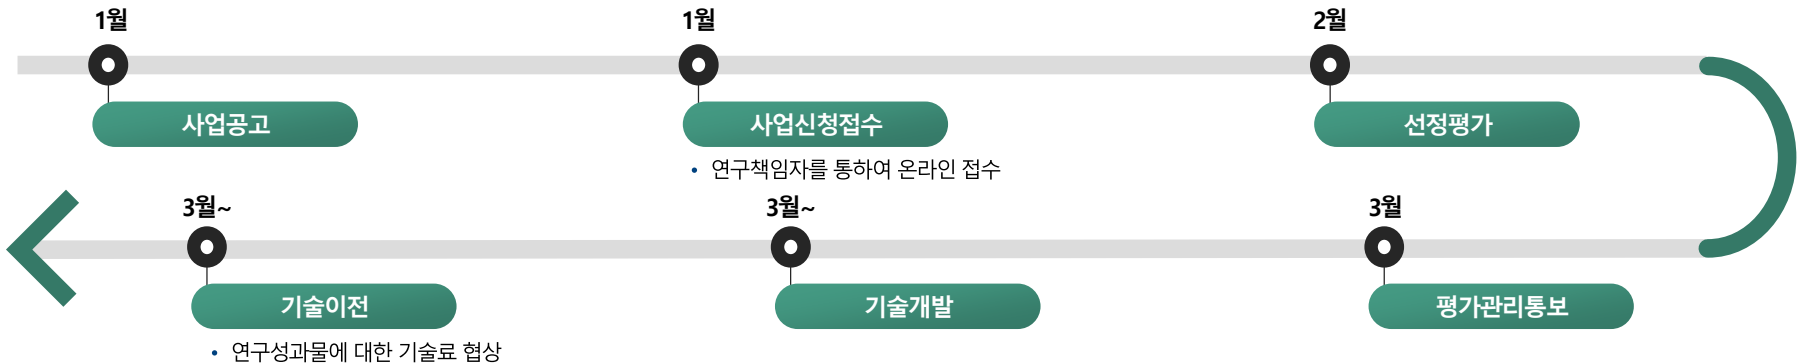 1월
사업공고
1월
사업신청접수
• 연구책임자를 통하여 온라인 접수
2월
선정평가
3월
평가관리통보
3월~
기술개발
3월~
기술이전
• 연구성과물에 대한 기술료 협상